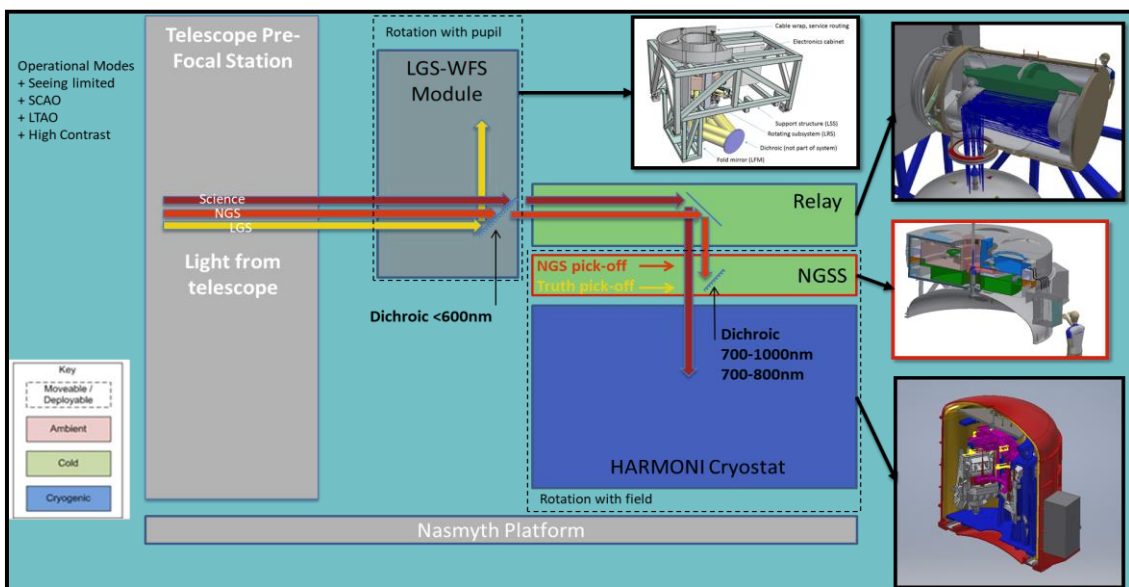 Operational Modes
+ Seeing limited
+ SCAO
+ LTAO
+ High Contrast
Telescope Pre-
Focal Station
Rotation with pupil
LGS-WFS
Module
Cable wrap, service routing
Electronics cabinet
Support structure (LSS)
Rotating subsystem (LRS)
Dichroic (not part of system)
Fold mirror (LFM)
Science
NGS
LGS
Relay
Light from
telescope
NGS pick-off
Truth pick-off
NGSS
Dichroic <600nm
Dichroic
700-1000nm
700-800nm
Key
Moveable /
Deployable
Ambient
Cold
Cryogenic
HARMONI Cryostat
Rotation with field
Nasmyth Platform